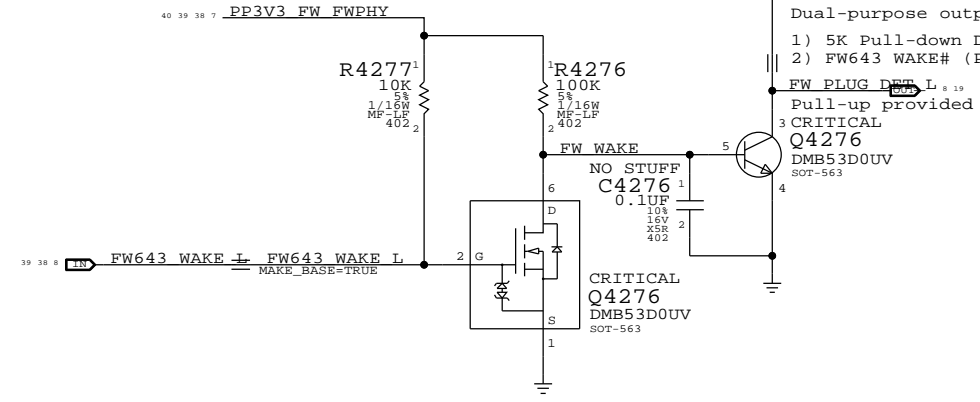 40 39 38 7 PP3V3_FW_FWPHY
Dual-purpose outp
1) 5K Pull-down D
2) FW643 WAKE# (P
R4277
10K
5%
1/16W
MF-LF
402
1
2
R4276
100K
5%
1/16W
MF-LF
402
1
2
FW_PLUG_DET_L 8 19
OUT
Pull-up provided
3 CRITICAL
Q4276
DMB53D0UV
SOT-563
5
4
FW_WAKE
NO STUFF
C4276
0.1UF
10%
16V
X5R
402
1
2
6
D
39 38 8 IN FW643_WAKE_L FW643_WAKE_L
MAKE_BASE=TRUE
2 G
CRITICAL
Q4276
DMB53D0UV
SOT-563
S
1